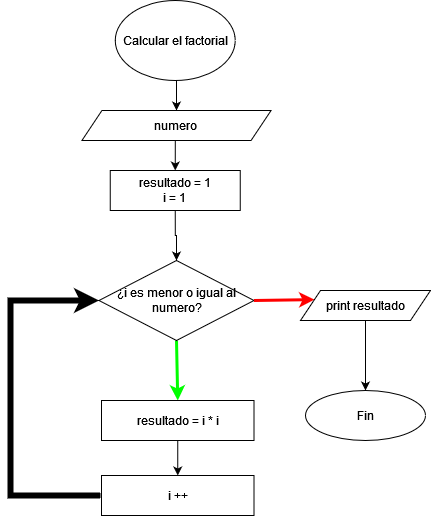 Calcular el factorial
numero
resultado = 1
i = 1
¿i es menor o igual al
numero?
print resultado
resultado = i * i
Fin
i ++